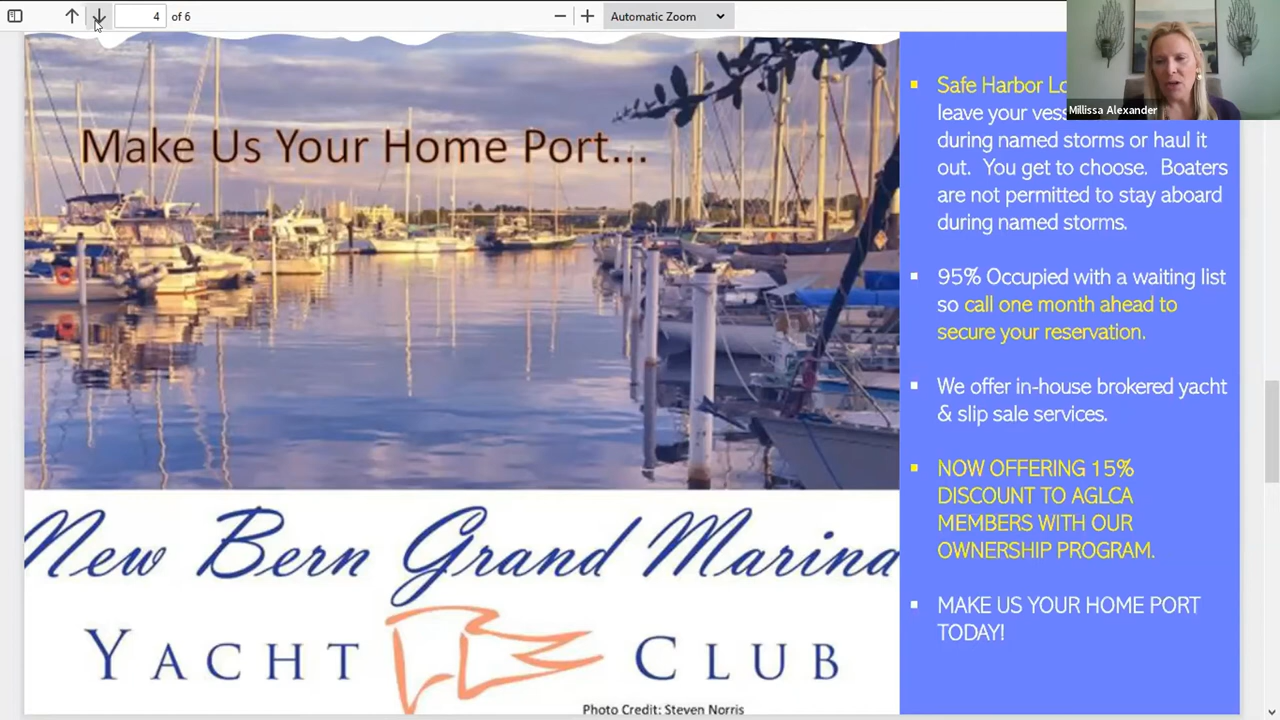 4 of 6
Automatic Zoom
Millissa Alexander
Make Us Your Home Port...
New Bern Grand Marina
YACHT CLUB
Photo Credit: Steven Norris
Safe Harbor
leave your
during named storms or haul it
out. You get to choose. Boaters
are not permitted to stay aboard
during named storms.
95% Occupied with a waiting list
so call one month ahead to
secure your reservation.
We offer in-house brokered yacht
& slip sale services.
NOW OFFERING 15%
DISCOUNT TO AGLCA
MEMBERS WITH OUR
OWNERSHIP PROGRAM.
MAKE US YOUR HOME PORT
TODAY!